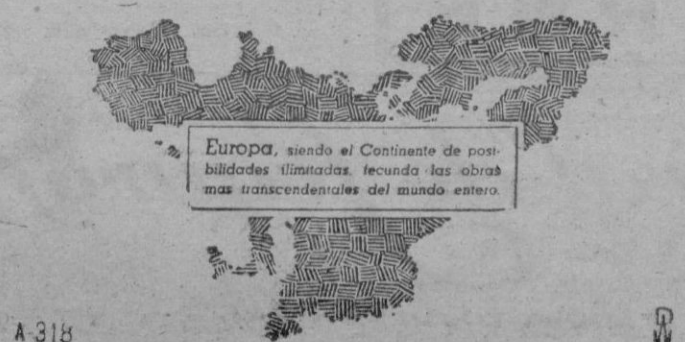 Europa, siendo el Continente de posi-
bilidades ilimitadas, fecunda las obras
mas transcendentales del mundo entero.
A-318